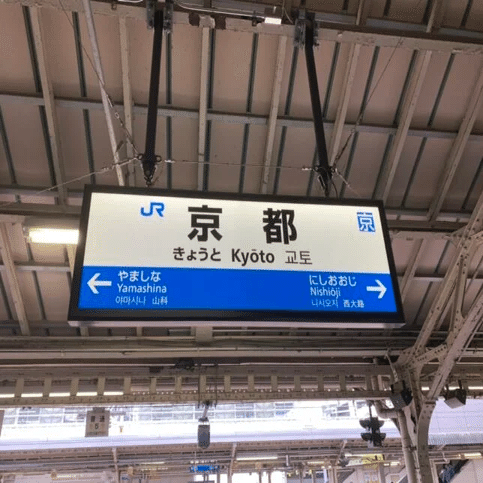 JR 京都 京
きょうと Kyōto 교토
← やましな
Yamashina
야마시나 山科
にしおおじ →
Nishiōji
니시오지 西大路